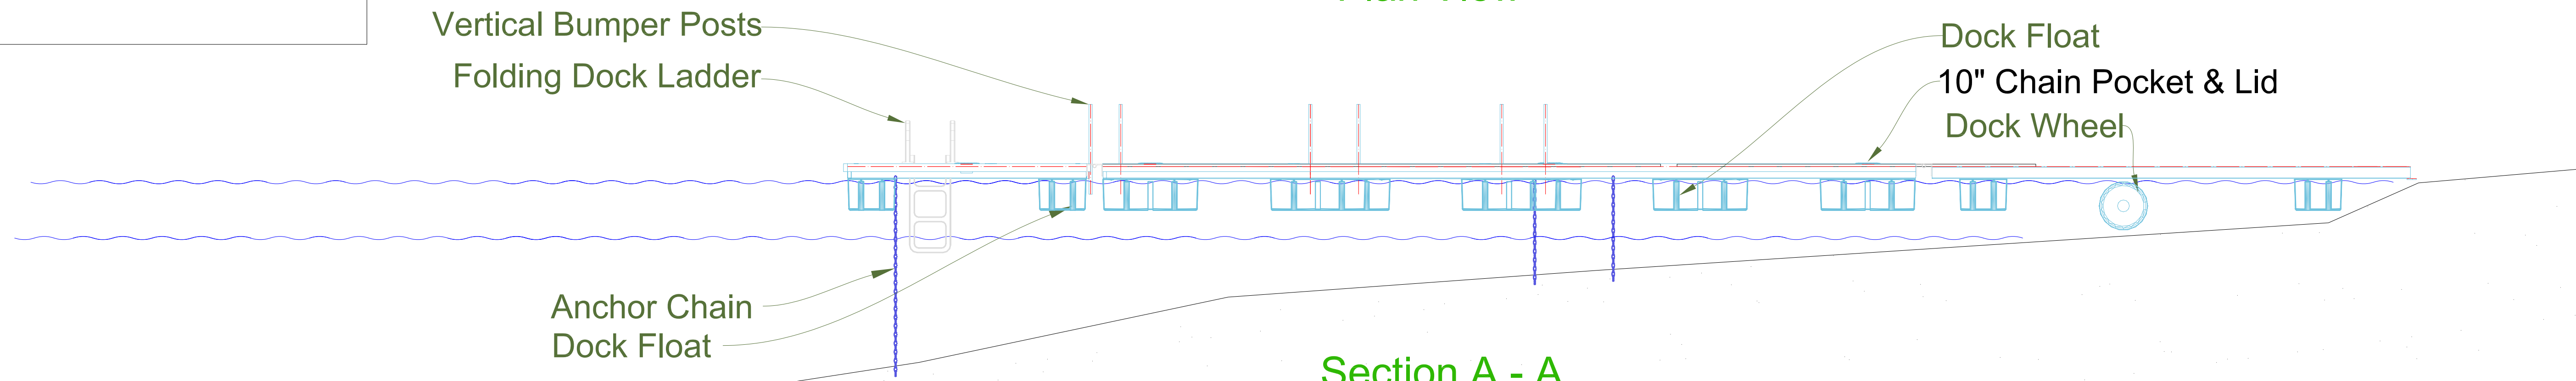 Vertical Bumper Posts
Folding Dock Ladder
Dock Float
10" Chain Pocket & Lid
Dock Wheel
Anchor Chain
Dock Float
Section A - A